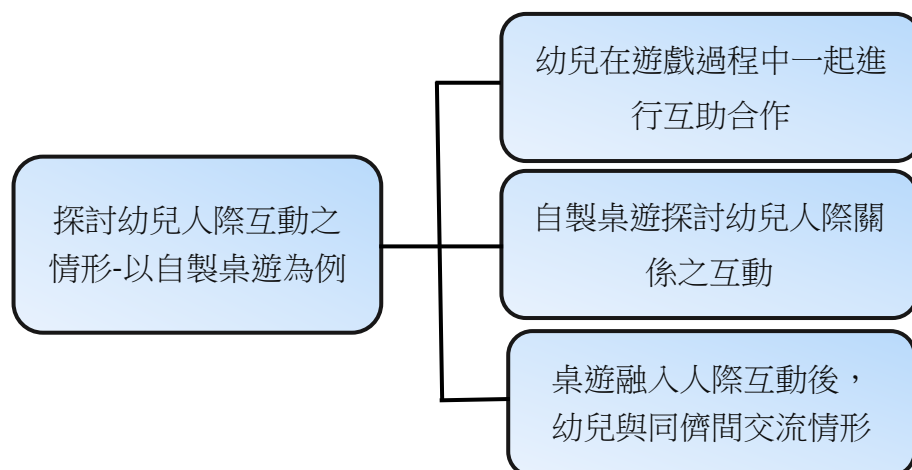 幼兒在遊戲過程中一起進
行互助合作
探討幼兒人際互動之
情形-以自製桌遊為例
自製桌遊探討幼兒人際關
係之互動
桌遊融入人際互動後，
幼兒與同儕間交流情形